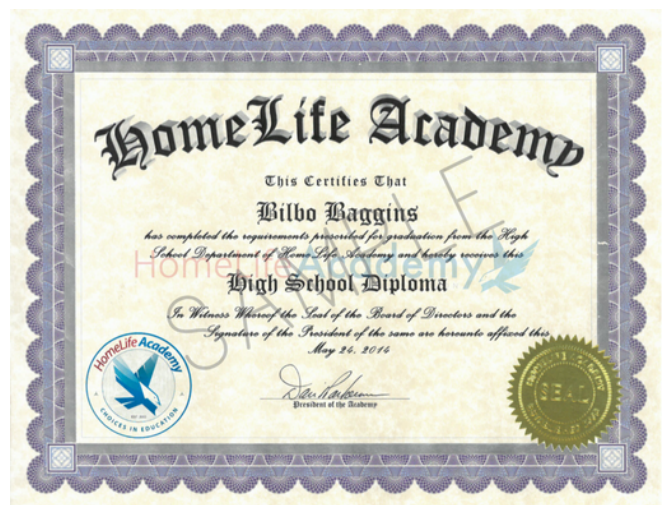 HomeLife Academy
This Certifies That
Bilbo Baggins
has completed the requirements prescribed for graduation from the High
School Department of HomeLife Academy and hereby receives this
HomeLifeAcademy
High School Diploma
In Witness Whereof the Seal of the Board of Directors and the
Signature of the President of the same are hereunto affixed this
May 24, 2014
SAMPLE
President of the Academy
HomeLife Academy
CHOICES IN EDUCATION
SEAL